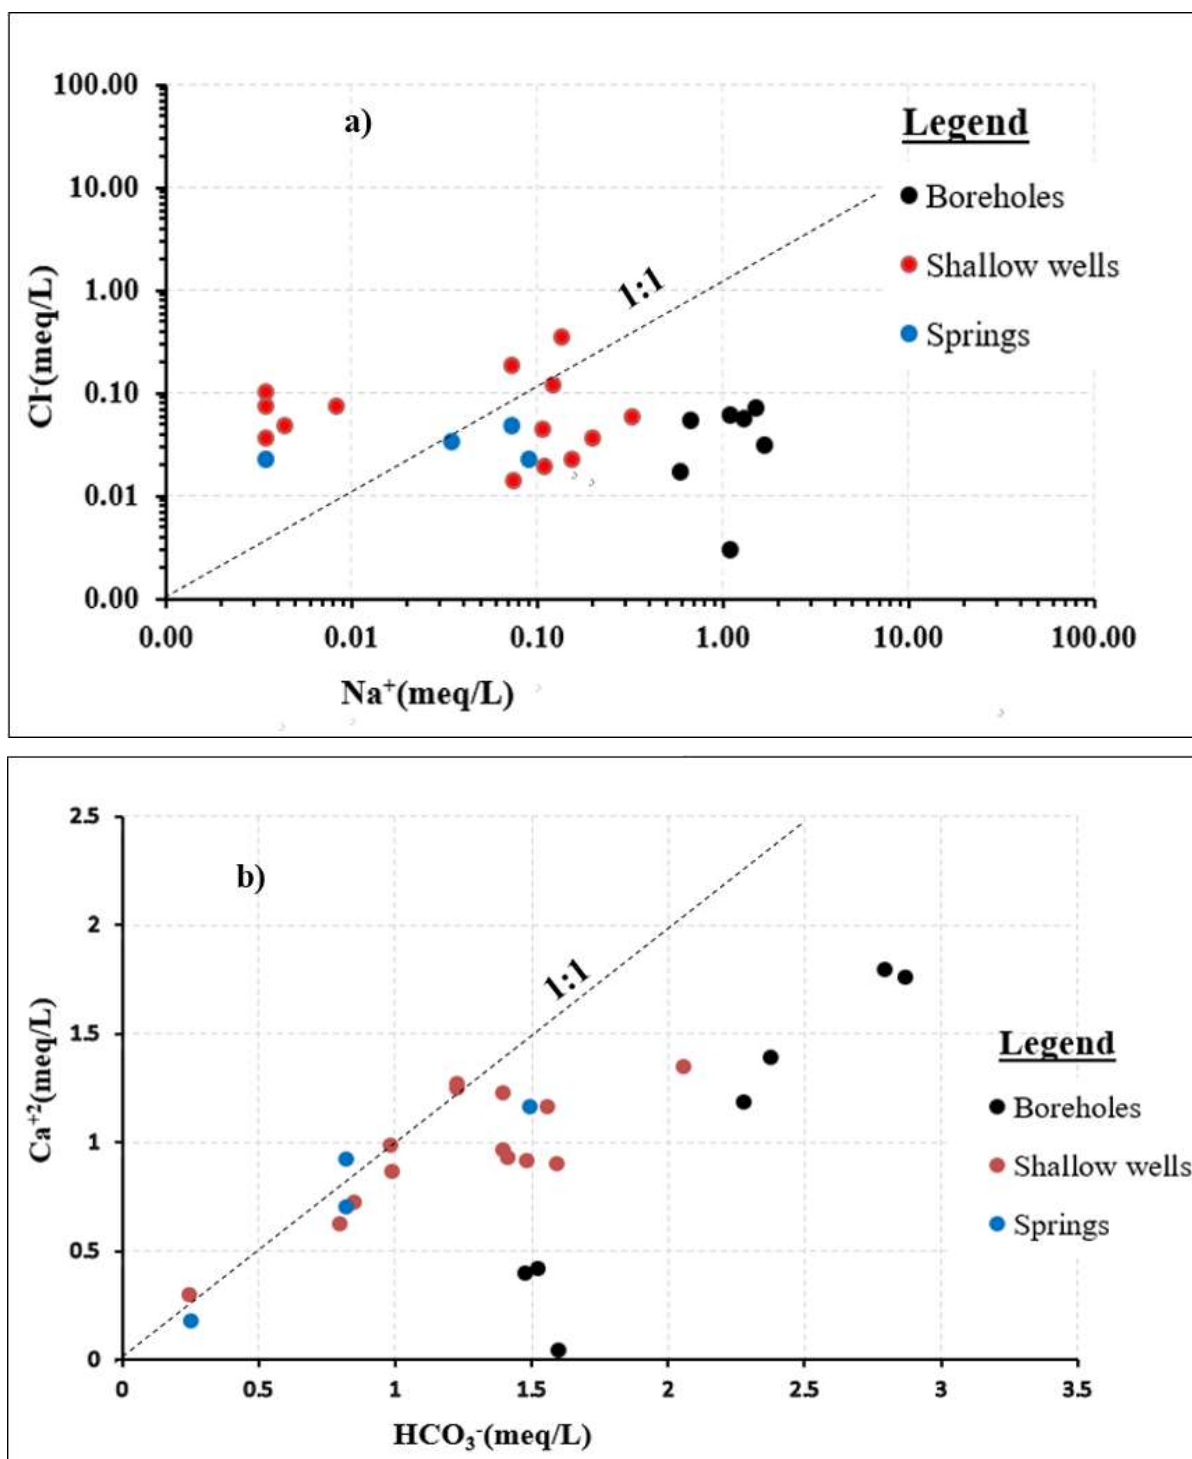 a)
100.00
10.00
1.00
0.10
0.01
0.00
Cl⁻(meq/L)
1:1
Legend
Boreholes
Shallow wells
Springs
0.00 0.01 0.10 1.00 10.00 100.00
Na⁺(meq/L)
b)
2.5
2
1.5
1
0.5
0
Ca⁺²(meq/L)
1:1
Legend
Boreholes
Shallow wells
Springs
0 0.5 1 1.5 2 2.5 3 3.5
HCO₃⁻(meq/L)